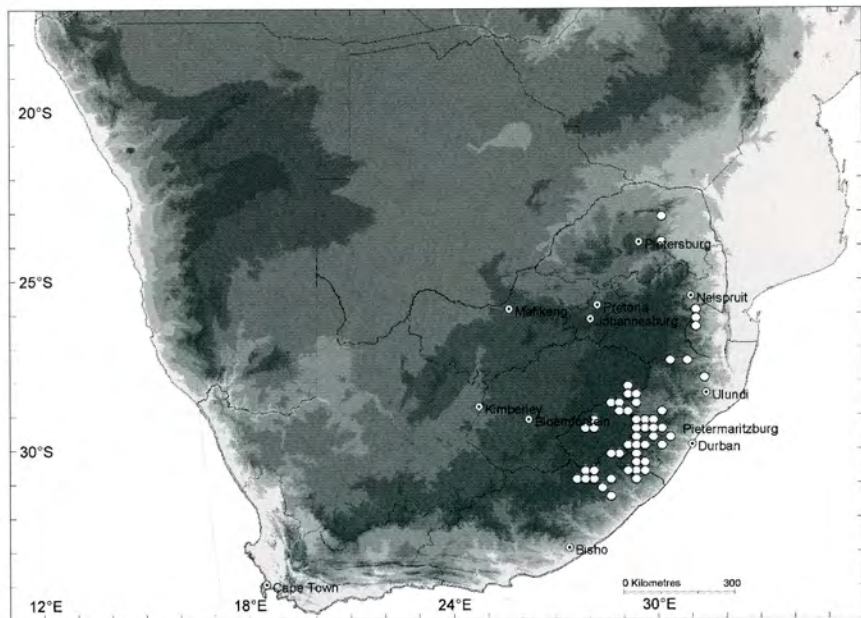 20°S
Pietersburg
25°S
Nelspruit
Mafikeng
Pretoria
Johannesburg
Ulundi
Kimberley
Bloemfontein
Pietermaritzburg
30°S
Durban
Bisho
0 Kilometres 300
Cape Town
12°E 18°E 24°E 30°E